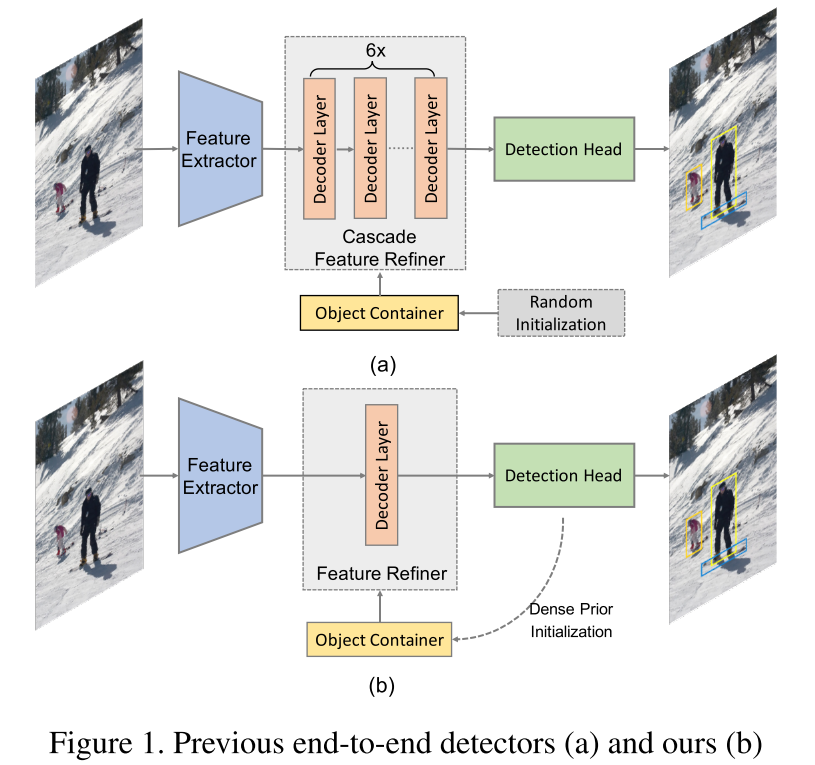 6x
Feature
Extractor
Decoder Layer
Decoder Layer
Decoder Layer
Cascade
Feature Refiner
Detection Head
Object Container
Random
Initialization
(a)
Feature
Extractor
Decoder Layer
Feature Refiner
Detection Head
Object Container
Dense Prior
Initialization
(b)
Figure 1. Previous end-to-end detectors (a) and ours (b)